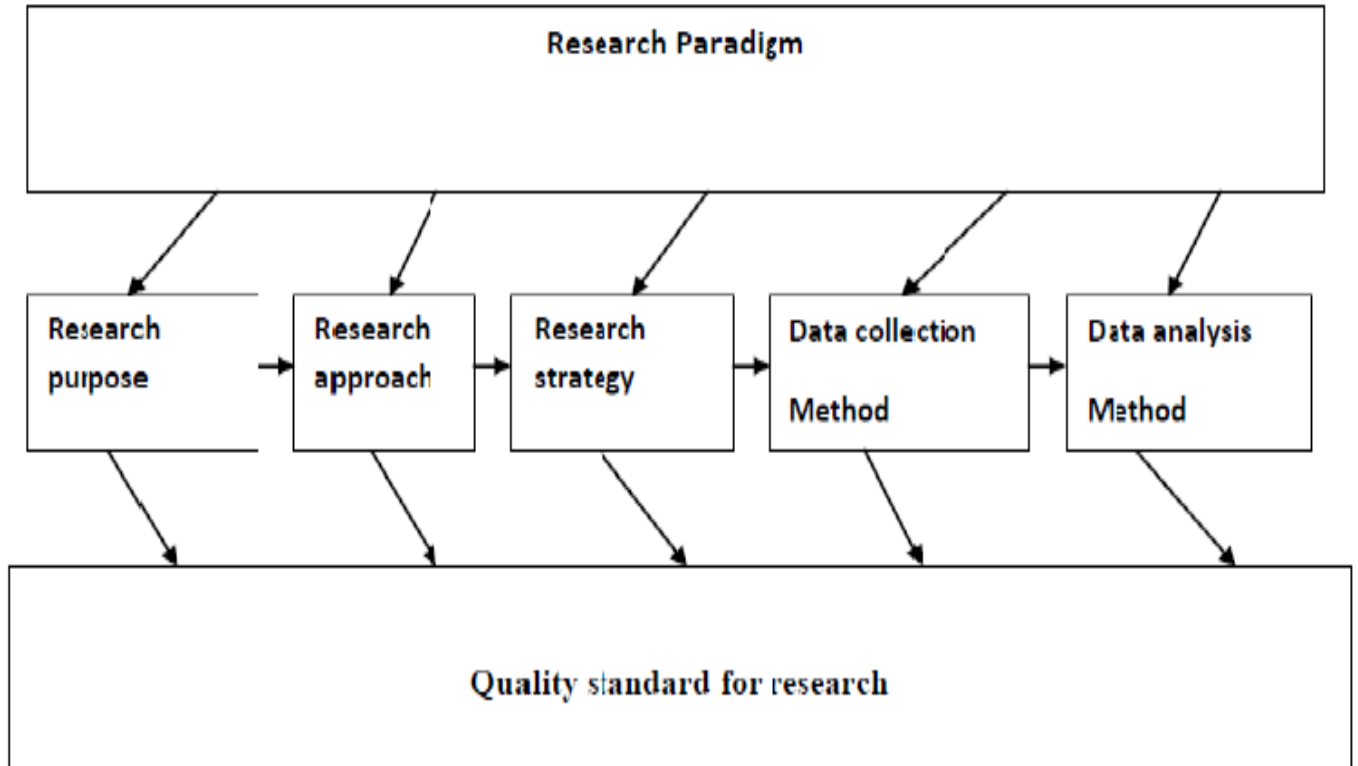 Research Paradigm
Research
purpose
Research
approach
Research
strategy
Data collection
Method
Data analysis
Method
Quality standard for research